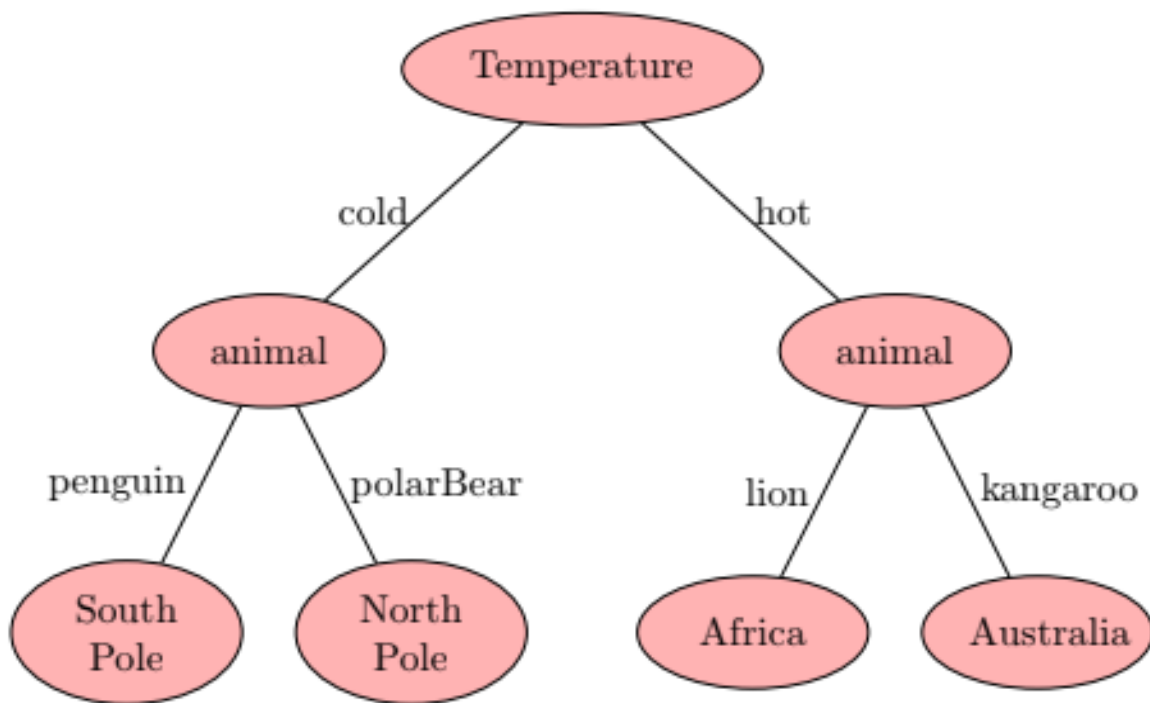 Temperature
cold
hot
animal
animal
penguin
polarBear
lion
kangaroo
South
Pole
North
Pole
Africa
Australia